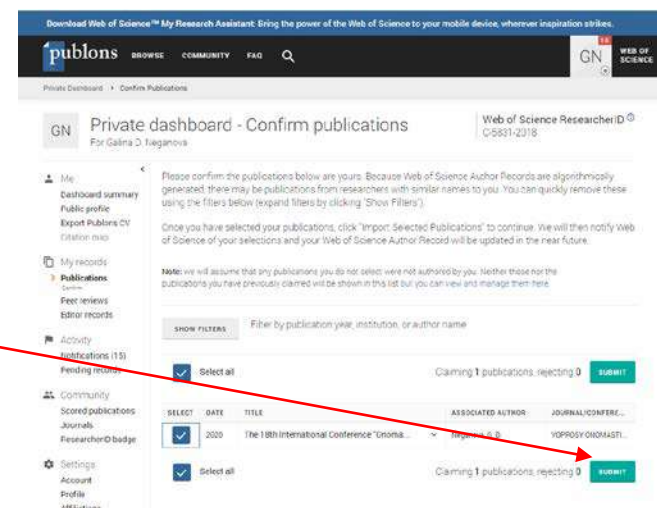 Download Web of Science™ My Research Assistant: Bring the power of the Web of Science to your mobile device, wherever inspiration strikes.
publons BROWSE COMMUNITY FAQ GN WEB OF SCIENCE
Private Dashboard › Confirm Publications
GN Private dashboard - Confirm publications
For Galina D. Neganova
Web of Science ResearcherID
C-5831-2018
Me
Dashboard summary
Public profile
Export Publons CV
Citation map
My records
Publications
Confirm
Peer reviews
Editor records
Activity
Notifications (15)
Pending records
Community
Scored publications
Journals
ResearcherID badge
Settings
Account
Profile
Affiliations
Please confirm the publications below are yours. Because Web of Science Author Records are algorithmically
generated, there may be publications from researchers with similar names to you. You can quickly remove these
using the filters below (expand filters by clicking 'Show Filters').
Once you have selected your publications, click "Import Selected Publications" to continue. We will then notify Web
of Science of your selections and your Web of Science Author Record will be updated in the near future.
Note: we will assume that any publications you do not select were not authored by you. Neither those nor the
publications you have previously claimed will be shown in this list but you can view and manage them here.
SHOW FILTERS Filter by publication year, institution, or author name
Select all Claiming 1 publications, rejecting 0 SUBMIT
SELECT DATE TITLE ASSOCIATED AUTHOR JOURNAL/CONFERE...
2020 The 18th International Conference "Onoma... Neganova, G. D. VOPROSY ONOMASTI...
Select all Claiming 1 publications, rejecting 0 SUBMIT